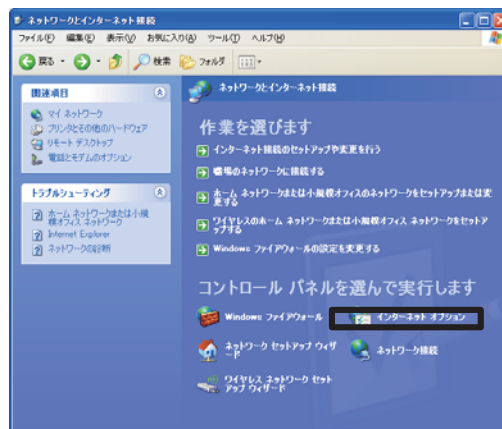 ネットワークとインターネット接続
ファイル(F) 編集(E) 表示(V) お気に入り(A) ツール(T) ヘルプ(H)
戻る 検索 フォルダ
関連項目
マイ ネットワーク
プリンタとその他のハードウェア
リモート デスクトップ
電話とモデムのオプション
トラブルシューティング
ホーム ネットワークまたは小規
模オフィス ネットワーク
Internet Explorer
ネットワークの診断
ネットワークとインターネット接続
作業を選びます
インターネット接続のセットアップや変更を行う
職場のネットワークに接続する
ホーム ネットワークまたは小規模オフィスのネットワークをセットアップまたは変
更する
ワイヤレスのホーム ネットワークまたは小規模オフィス ネットワークをセットア
ップする
Windows ファイアウォールの設定を変更する
コントロール パネルを選んで実行します
Windows ファイアウォール
インターネット オプション
ネットワーク セットアップ ウィザ
ード
ネットワーク接続
ワイヤレス ネットワーク セット
アップ ウィザード